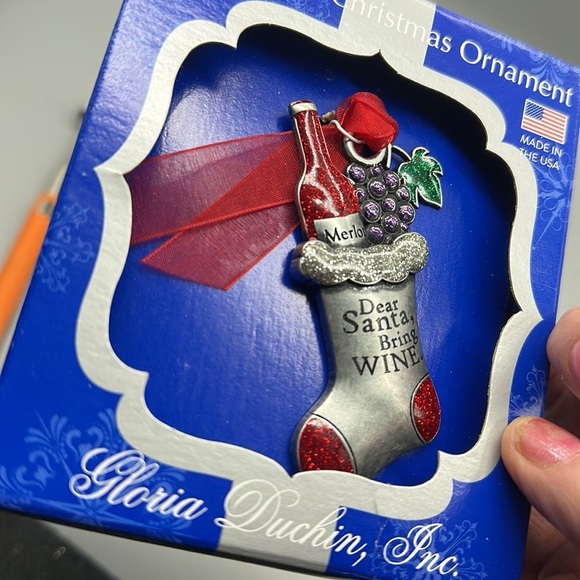 Christmas Ornament
MADE IN
THE USA
Merlot
Dear
Santa,
Bring
WINE.
Gloria Duchin, Inc.